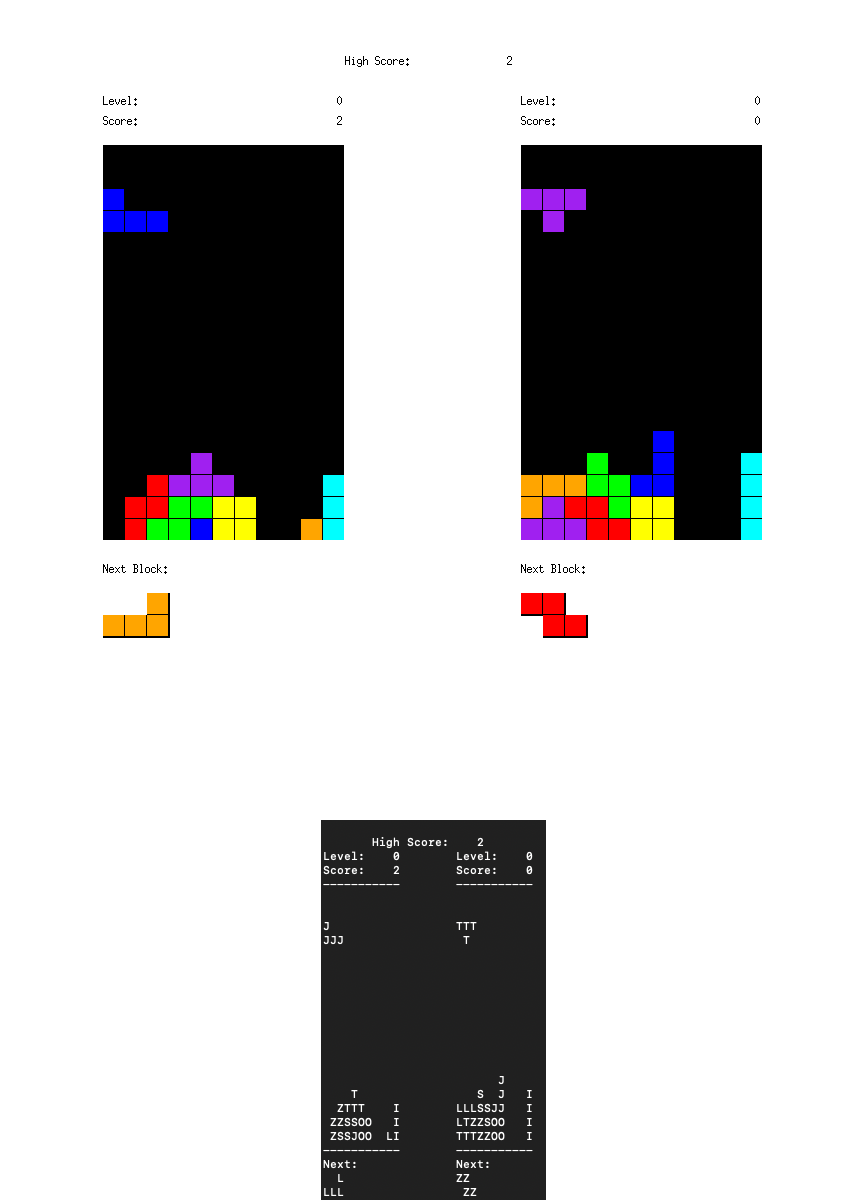 High Score: 2
Level: 0 Level: 0
Score: 2 Score: 0
Next Block: Next Block:
High Score: 2
Level: 0 Level: 0
Score: 2 Score: 0
----------- -----------
J TTT
JJJ T
J
T S J I
ZTTT I LLLSSJJ I
ZZSSOO I LTZZSOO I
ZSSJOO LI TTTZZOO I
----------- -----------
Next: Next:
L ZZ
LLL ZZ